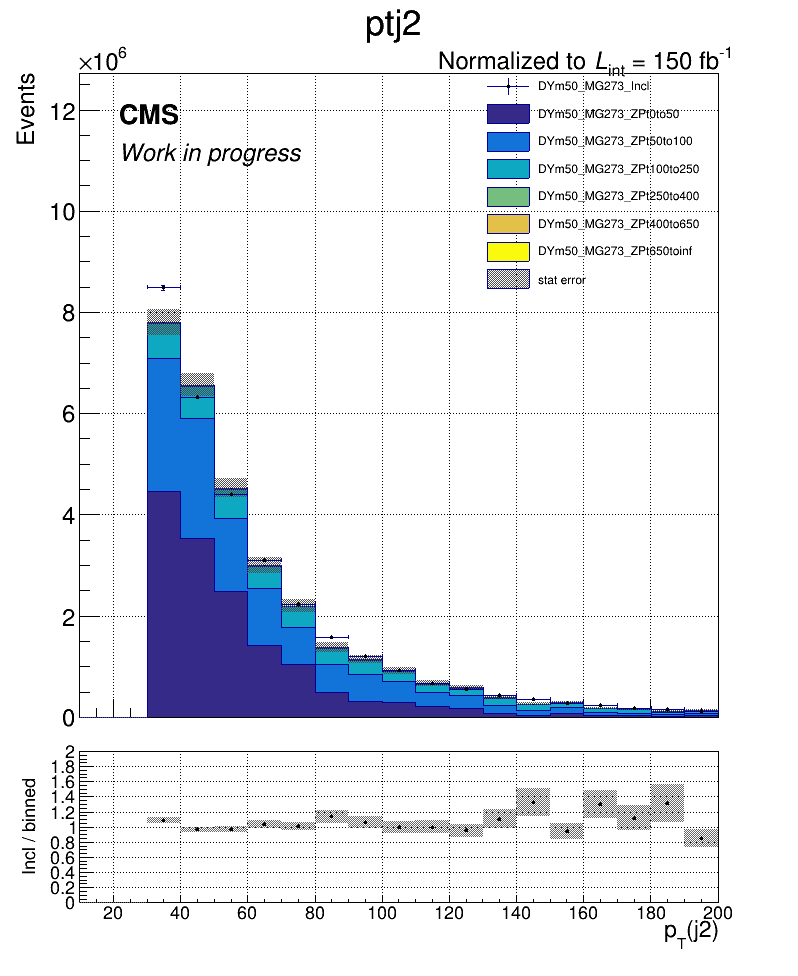 ptj2
×10⁶
Normalized to L_int = 150 fb⁻¹
Events
CMS
Work in progress
DYm50_MG273_Incl
DYm50_MG273_ZPt0to50
DYm50_MG273_ZPt50to100
DYm50_MG273_ZPt100to250
DYm50_MG273_ZPt250to400
DYm50_MG273_ZPt400to650
DYm50_MG273_ZPt650toinf
stat error
12
10
8
6
4
2
0
Incl / binned
2
1.8
1.6
1.4
1.2
1
0.8
0.6
0.4
0.2
0
20 40 60 80 100 120 140 160 180 200
p_T(j2)